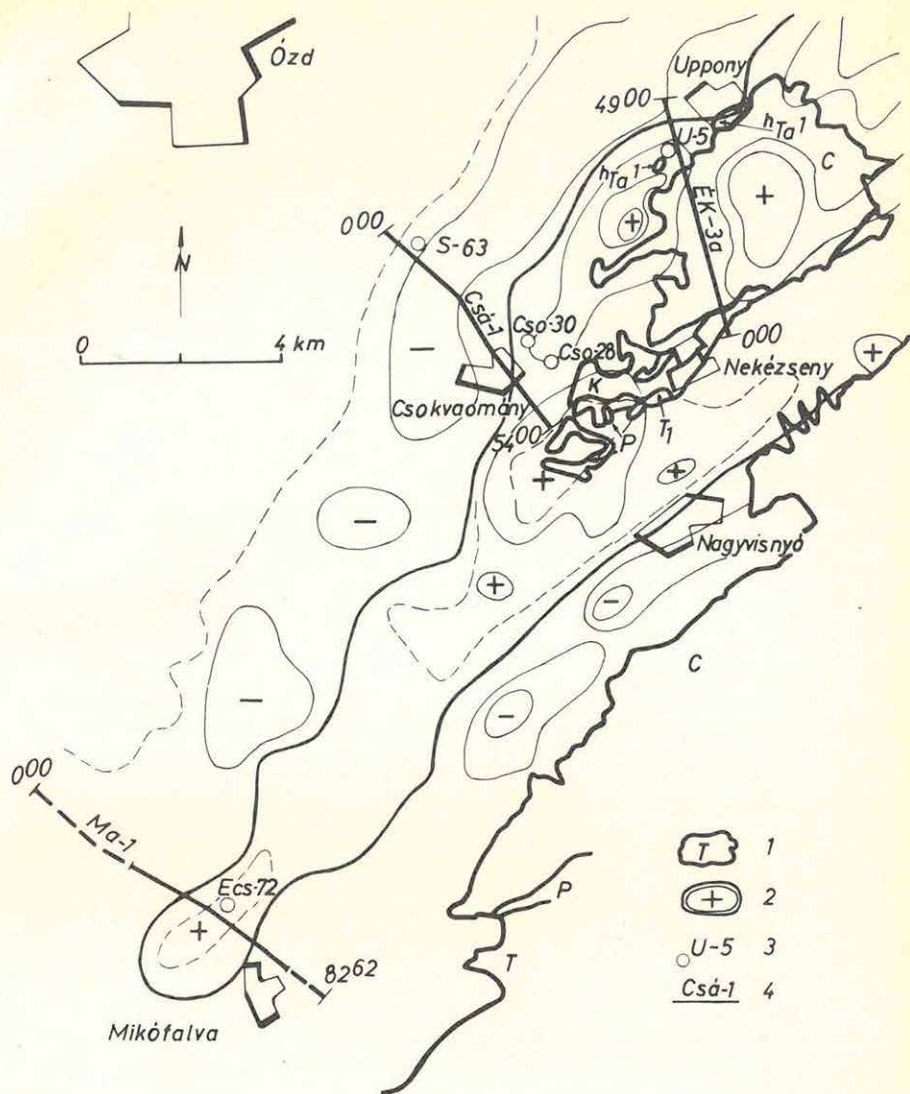 Ózd
Uppony
49⁰⁰
hTa¹
U-5
C
hTa¹
+
+
ÉK-3a
0⁰⁰
S-63
N
Csá-1
Cso-30
0⁰⁰
0 4 km
−
Cso-28
Nekézseny
+
Csokvaomány
K
54⁰⁰
P
T₁
+
+
−
Nagyvisnyó
+
−
C
−
−
0⁰⁰
Ma-1
T 1
Ecs-72
P
+ 2
+
U-5 3
T
82⁶²
Csá-1 4
Mikófalva